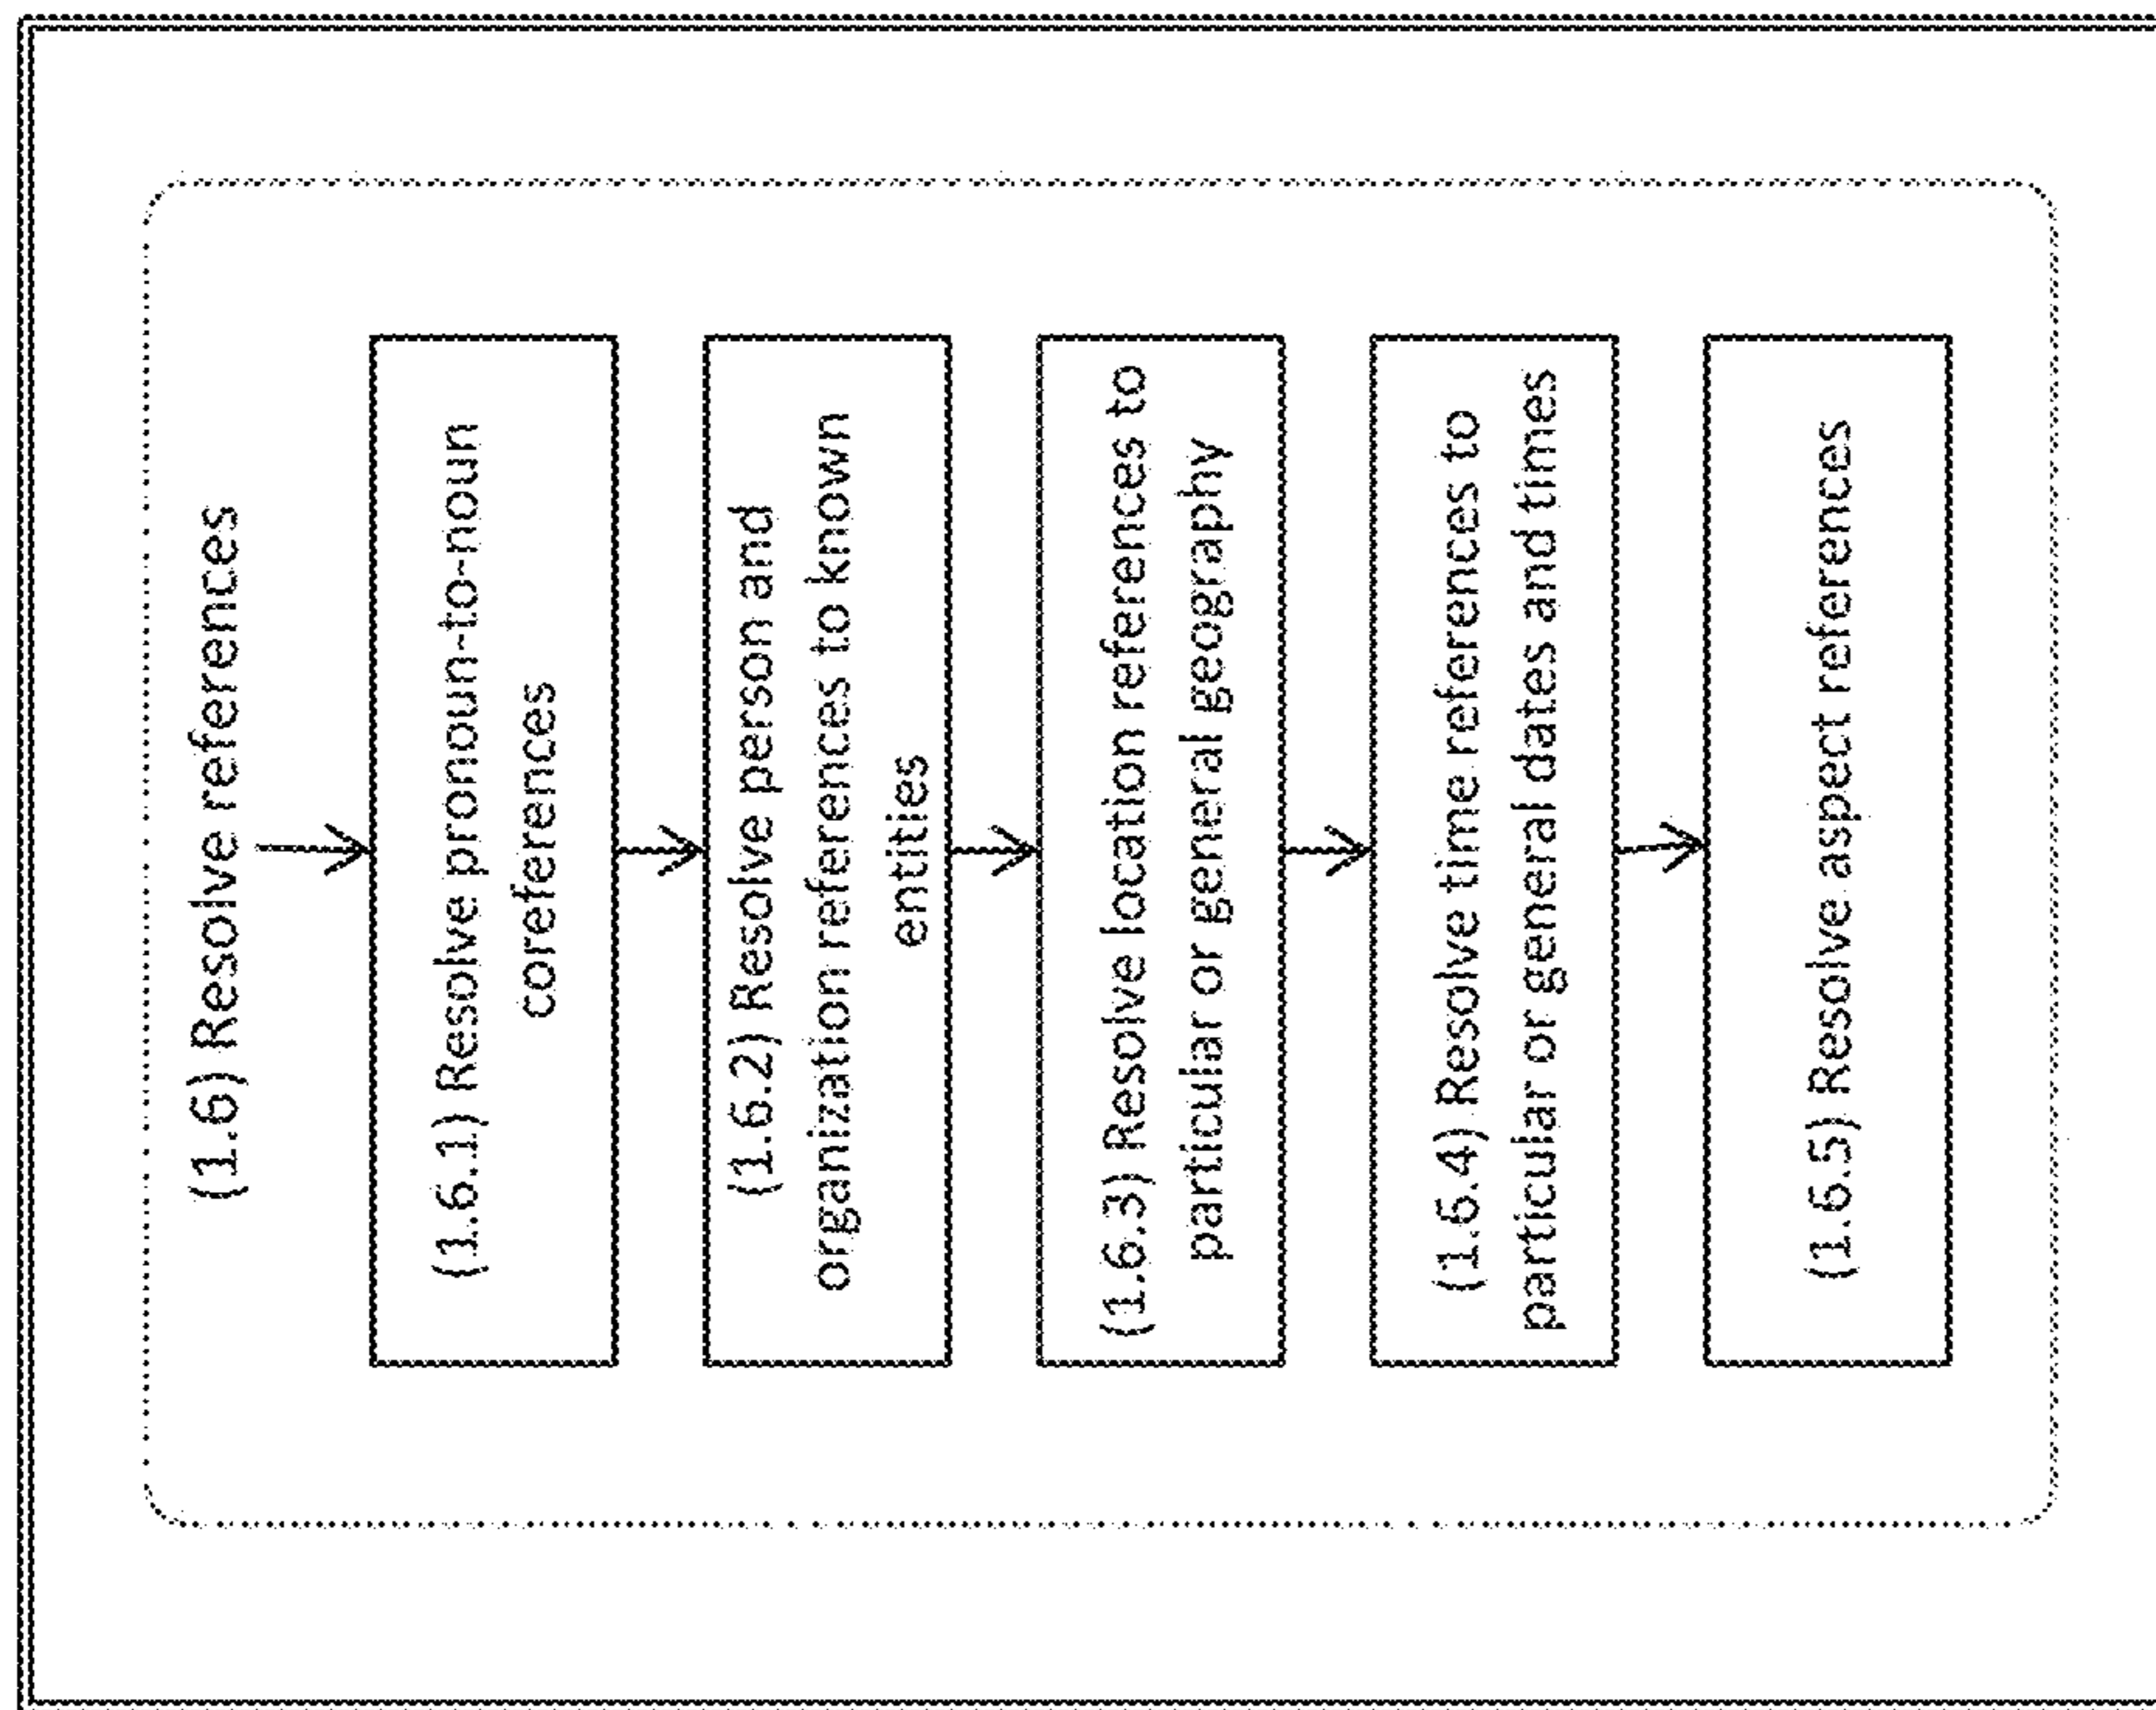 (1.6) Resolve references
(1.6.1) Resolve pronoun-to-noun
coreferences
(1.6.2) Resolve person and
organization references to known
entities
(1.6.3) Resolve location references to
particular or general geography
(1.6.4) Resolve time references to
particular or general dates and times
(1.6.5) Resolve aspect references